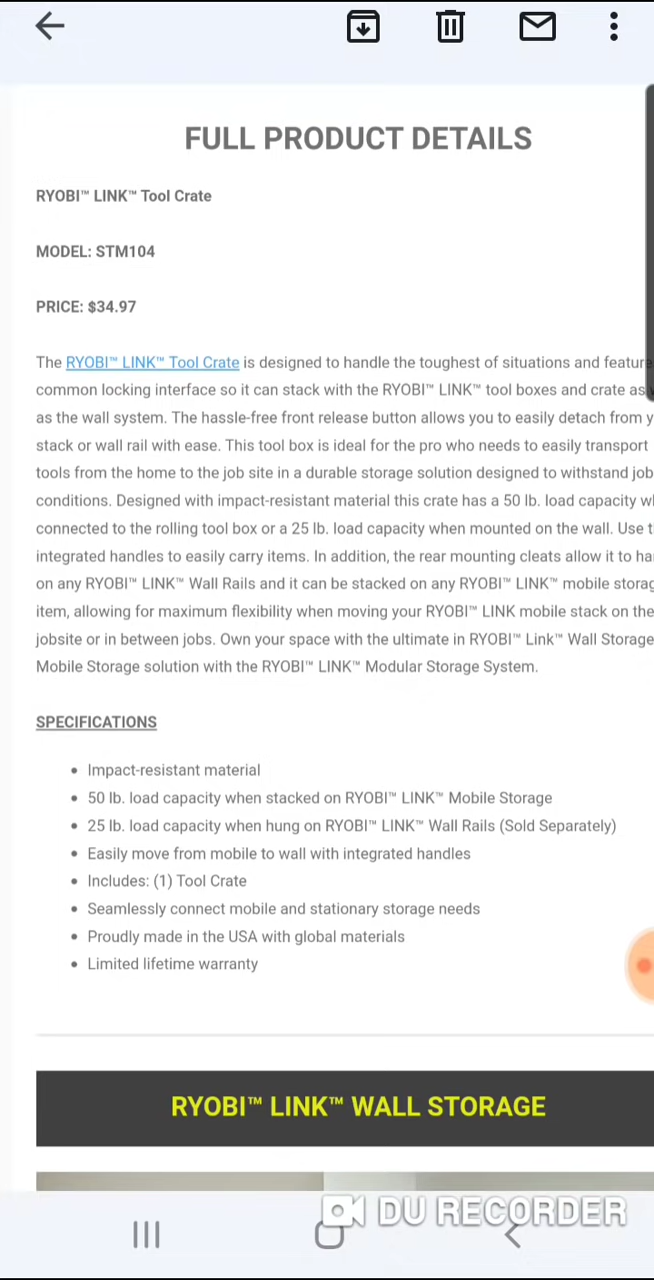 FULL PRODUCT DETAILS
RYOBI™ LINK™ Tool Crate
MODEL: STM104
PRICE: $34.97
The RYOBI™ LINK™ Tool Crate is designed to handle the toughest of situations and feature
common locking interface so it can stack with the RYOBI™ LINK™ tool boxes and crate as
as the wall system. The hassle-free front release button allows you to easily detach from y
stack or wall rail with ease. This tool box is ideal for the pro who needs to easily transport
tools from the home to the job site in a durable storage solution designed to withstand job
conditions. Designed with impact-resistant material this crate has a 50 lb. load capacity w
connected to the rolling tool box or a 25 lb. load capacity when mounted on the wall. Use t
integrated handles to easily carry items. In addition, the rear mounting cleats allow it to ha
on any RYOBI™ LINK™ Wall Rails and it can be stacked on any RYOBI™ LINK™ mobile storag
item, allowing for maximum flexibility when moving your RYOBI™ LINK mobile stack on the
jobsite or in between jobs. Own your space with the ultimate in RYOBI™ Link™ Wall Storage
Mobile Storage solution with the RYOBI™ LINK™ Modular Storage System.
SPECIFICATIONS
• Impact-resistant material
• 50 lb. load capacity when stacked on RYOBI™ LINK™ Mobile Storage
• 25 lb. load capacity when hung on RYOBI™ LINK™ Wall Rails (Sold Separately)
• Easily move from mobile to wall with integrated handles
• Includes: (1) Tool Crate
• Seamlessly connect mobile and stationary storage needs
• Proudly made in the USA with global materials
• Limited lifetime warranty
RYOBI™ LINK™ WALL STORAGE
DU RECORDER